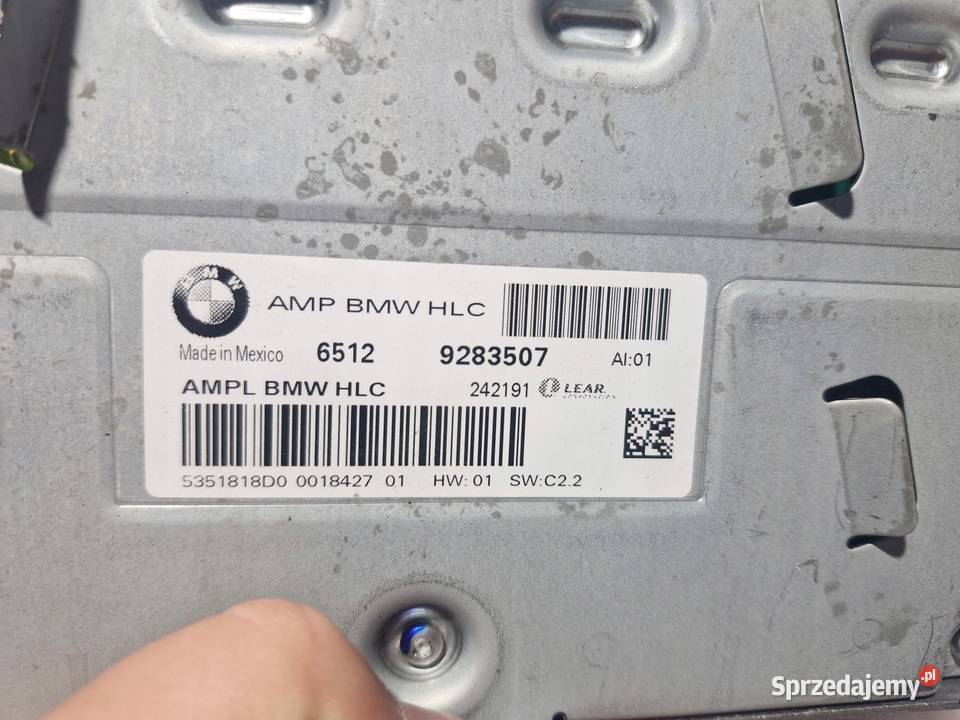 BMW
AMP BMW HLC
Made in Mexico 6512 9283507 AI:01
AMPL BMW HLC 242191 LEAR.
CORPORATION
5351818D0 0018427 01 HW: 01 SW:C2.2
Sprzedajemy.pl